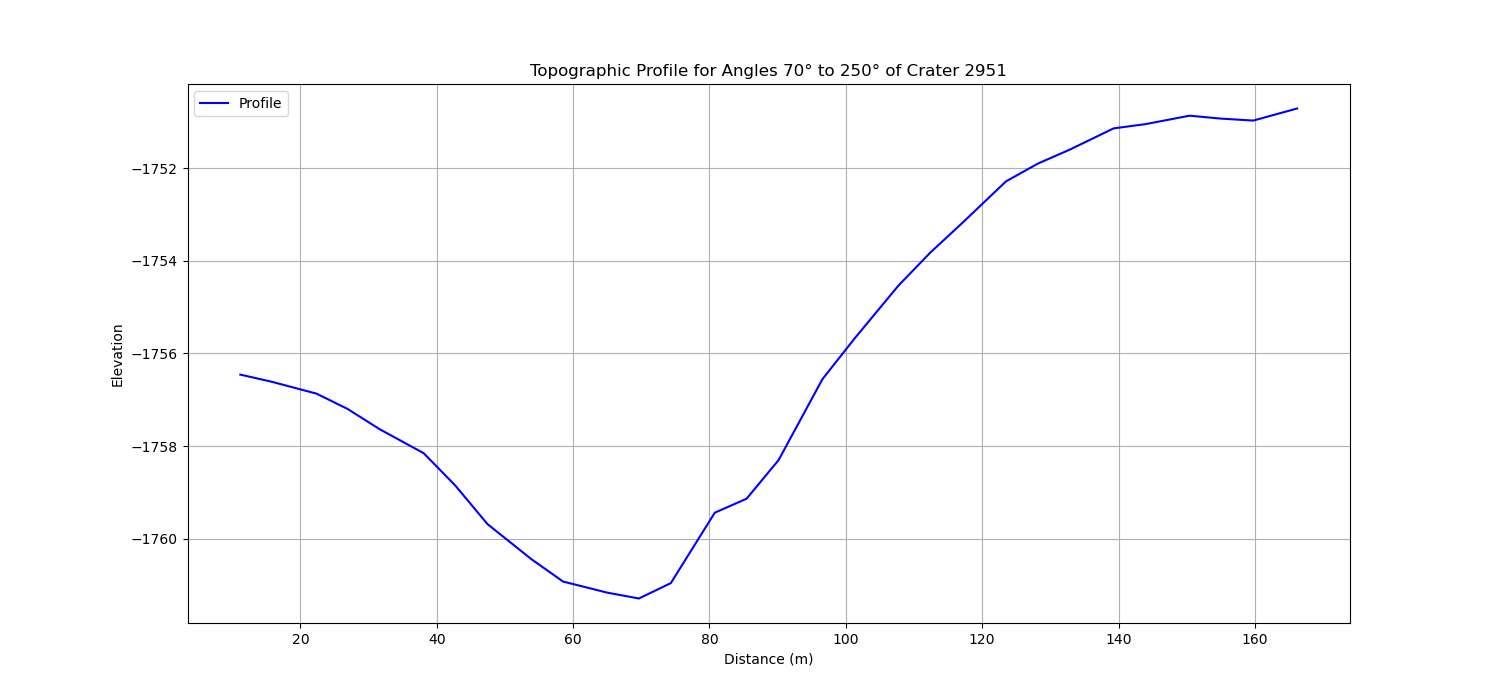 Topographic Profile for Angles 70° to 250° of Crater 2951
Profile
−1752
−1754
−1756
−1758
−1760
Elevation
20 40 60 80 100 120 140 160
Distance (m)